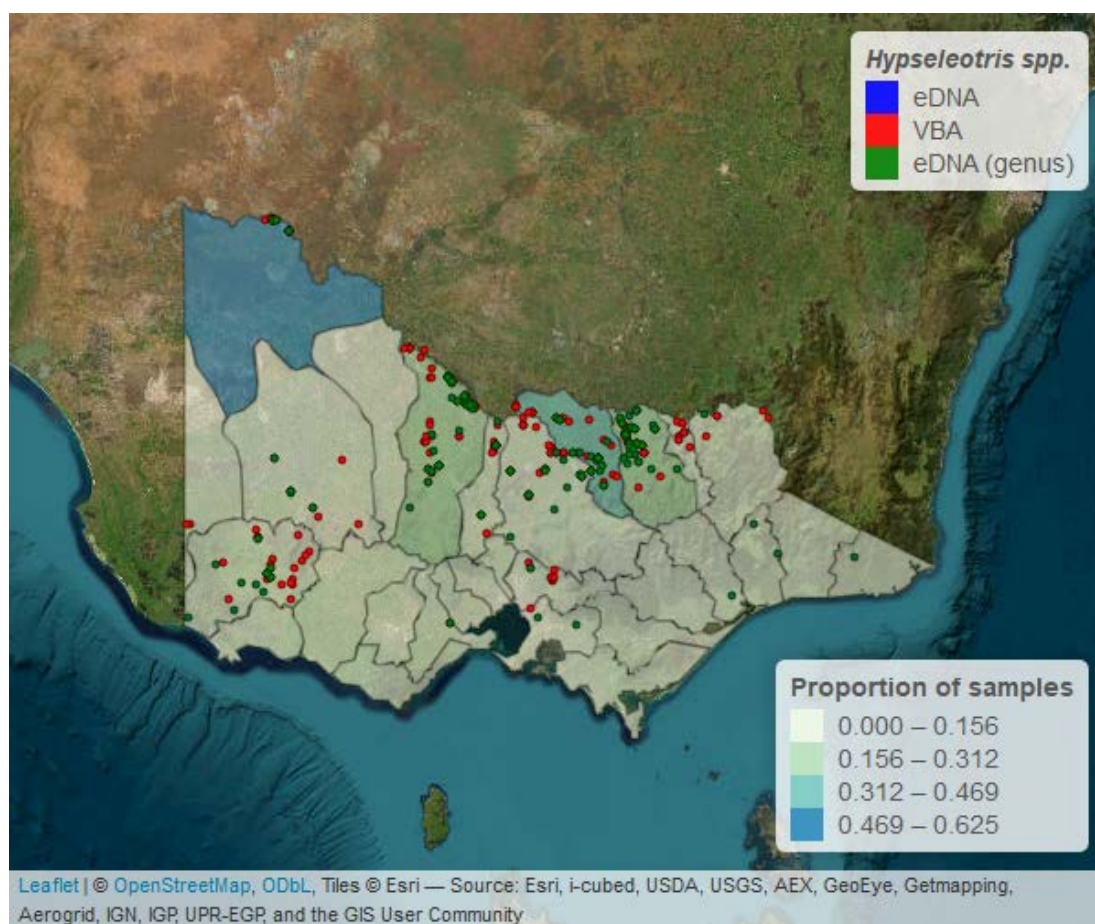 Hypseleotris spp.
eDNA
VBA
eDNA (genus)
Proportion of samples
0.000 – 0.156
0.156 – 0.312
0.312 – 0.469
0.469 – 0.625
Leaflet | © OpenStreetMap, ODbL, Tiles © Esri — Source: Esri, i-cubed, USDA, USGS, AEX, GeoEye, Getmapping,
Aerogrid, IGN, IGP, UPR-EGP, and the GIS User Community